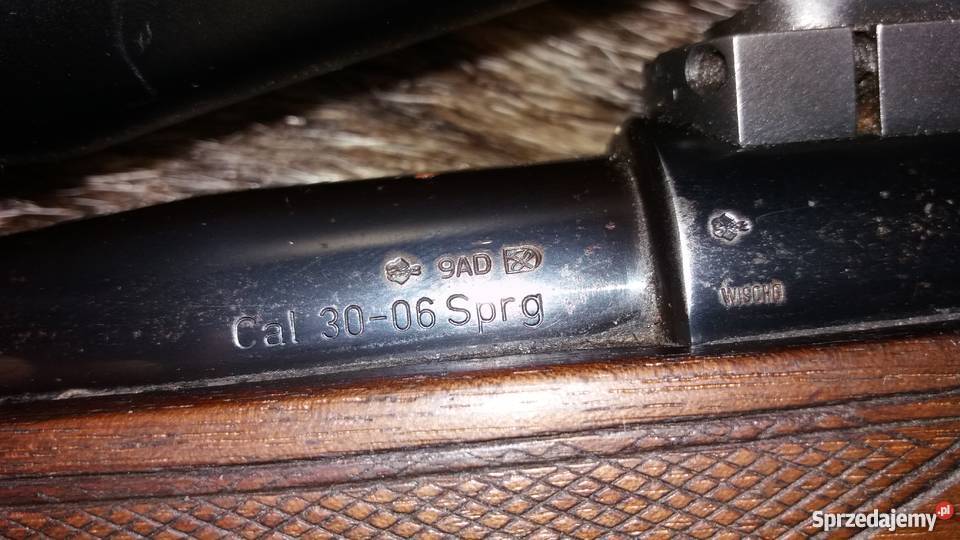 9AD
Cal 30-06 Sprg
WISCHO
Sprzedajemy.pl